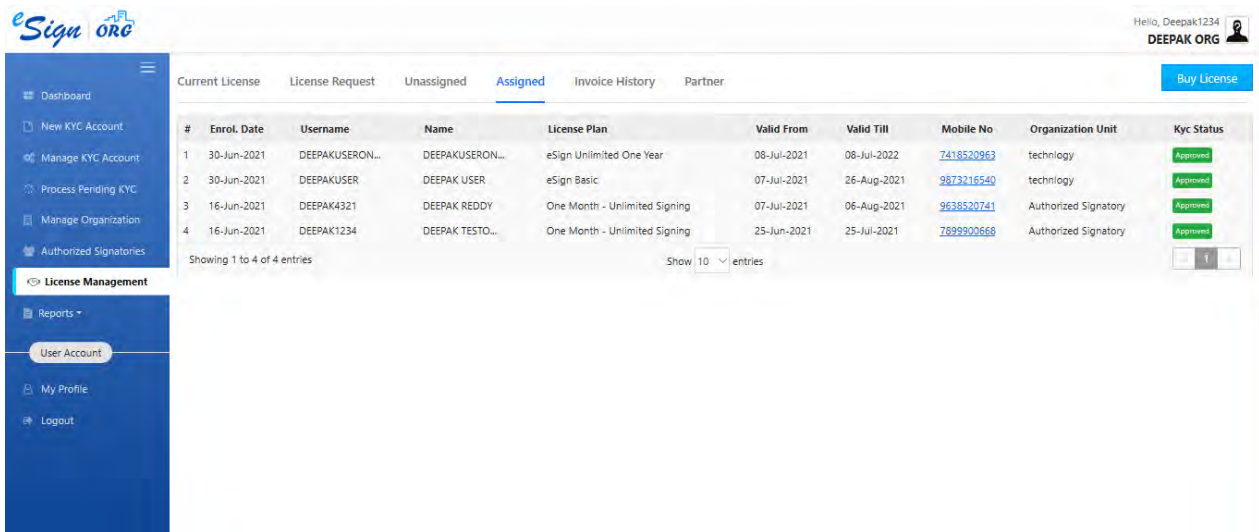 eSign ORG
Hello, Deepak1234
DEEPAK ORG
Dashboard
New KYC Account
Manage KYC Account
Process Pending KYC
Manage Organization
Authorized Signatories
License Management
Reports
User Account
My Profile
Logout
Current License License Request Unassigned Assigned Invoice History Partner Buy License
# Enrol. Date Username Name License Plan Valid From Valid Till Mobile No Organization Unit Kyc Status
1 30-Jun-2021 DEEPAKUSERON... DEEPAKUSERON... eSign Unlimited One Year 08-Jul-2021 08-Jul-2022 7418520963 technlogy Approved
2 30-Jun-2021 DEEPAKUSER DEEPAK USER eSign Basic 07-Jul-2021 26-Aug-2021 9873216540 technlogy Approved
3 16-Jun-2021 DEEPAK4321 DEEPAK REDDY One Month - Unlimited Signing 07-Jul-2021 06-Aug-2021 9638520741 Authorized Signatory Approved
4 16-Jun-2021 DEEPAK1234 DEEPAK TESTO... One Month - Unlimited Signing 25-Jun-2021 25-Jul-2021 7899900668 Authorized Signatory Approved
Showing 1 to 4 of 4 entries Show 10 entries 1